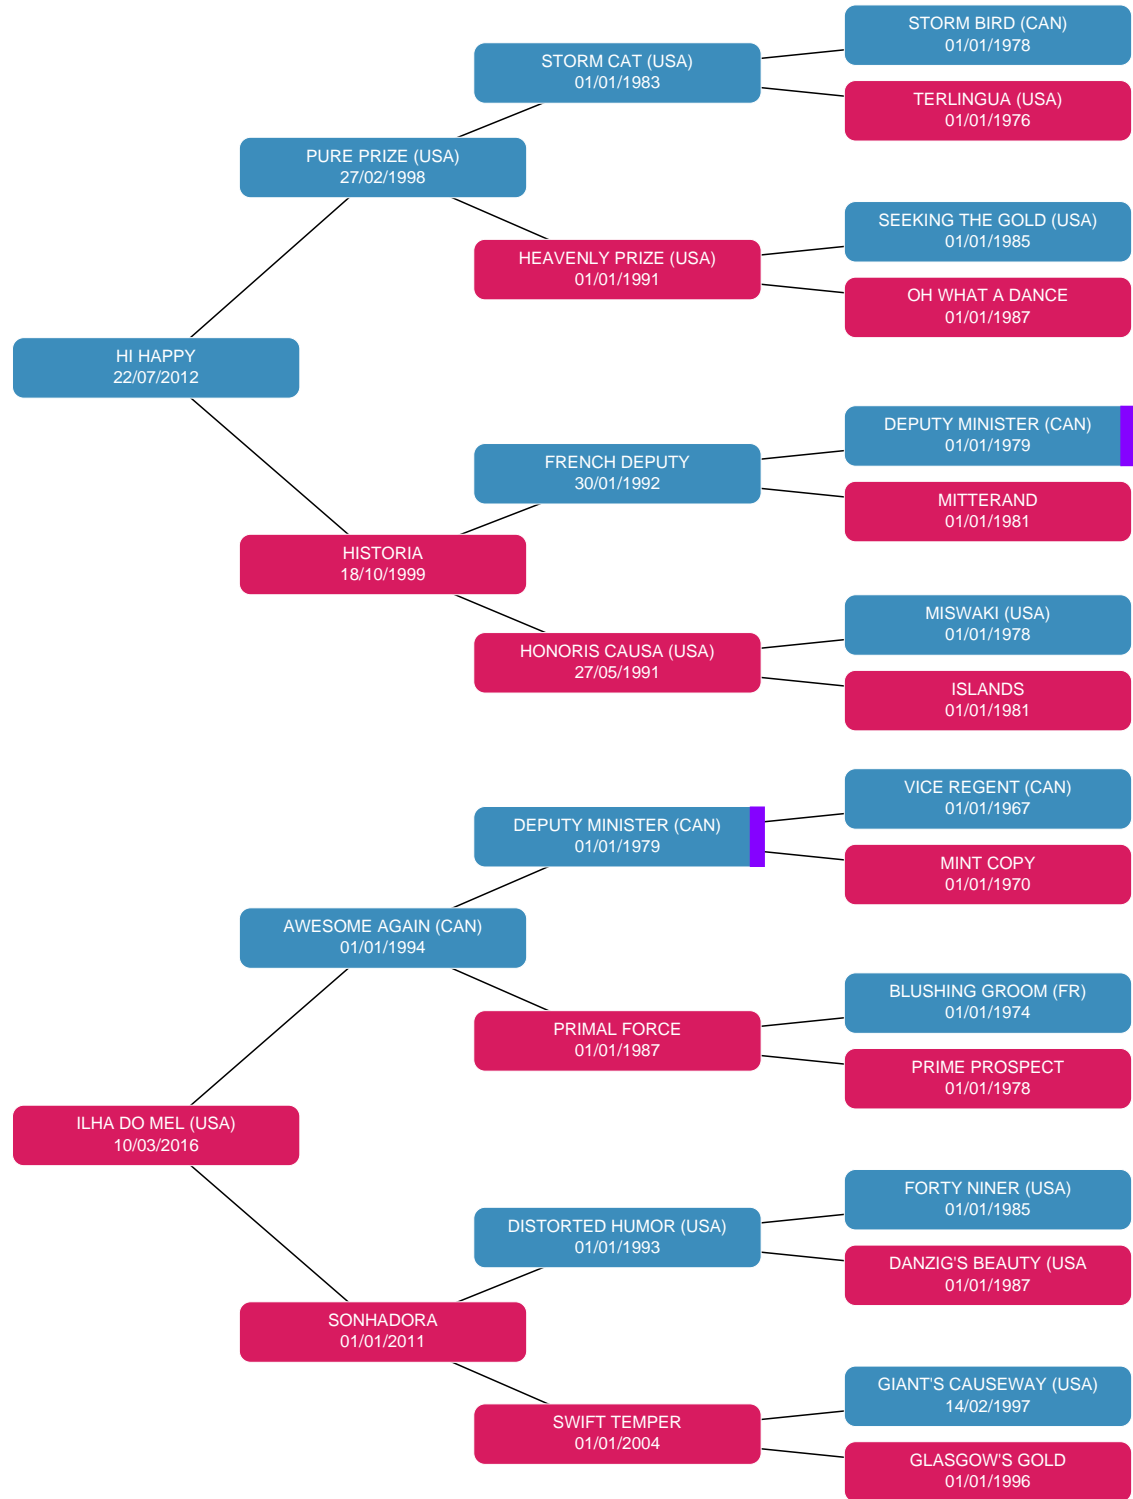 STORM BIRD (CAN)
01/01/1978
STORM CAT (USA)
01/01/1983
TERLINGUA (USA)
01/01/1976
PURE PRIZE (USA)
27/02/1998
SEEKING THE GOLD (USA)
01/01/1985
HEAVENLY PRIZE (USA)
01/01/1991
OH WHAT A DANCE
01/01/1987
HI HAPPY
22/07/2012
DEPUTY MINISTER (CAN)
01/01/1979
FRENCH DEPUTY
30/01/1992
MITTERAND
01/01/1981
HISTORIA
18/10/1999
MISWAKI (USA)
01/01/1978
HONORIS CAUSA (USA)
27/05/1991
ISLANDS
01/01/1981
VICE REGENT (CAN)
01/01/1967
DEPUTY MINISTER (CAN)
01/01/1979
MINT COPY
01/01/1970
AWESOME AGAIN (CAN)
01/01/1994
BLUSHING GROOM (FR)
01/01/1974
PRIMAL FORCE
01/01/1987
PRIME PROSPECT
01/01/1978
ILHA DO MEL (USA)
10/03/2016
FORTY NINER (USA)
01/01/1985
DISTORTED HUMOR (USA)
01/01/1993
DANZIG'S BEAUTY (USA
01/01/1987
SONHADORA
01/01/2011
GIANT'S CAUSEWAY (USA)
14/02/1997
SWIFT TEMPER
01/01/2004
GLASGOW'S GOLD
01/01/1996